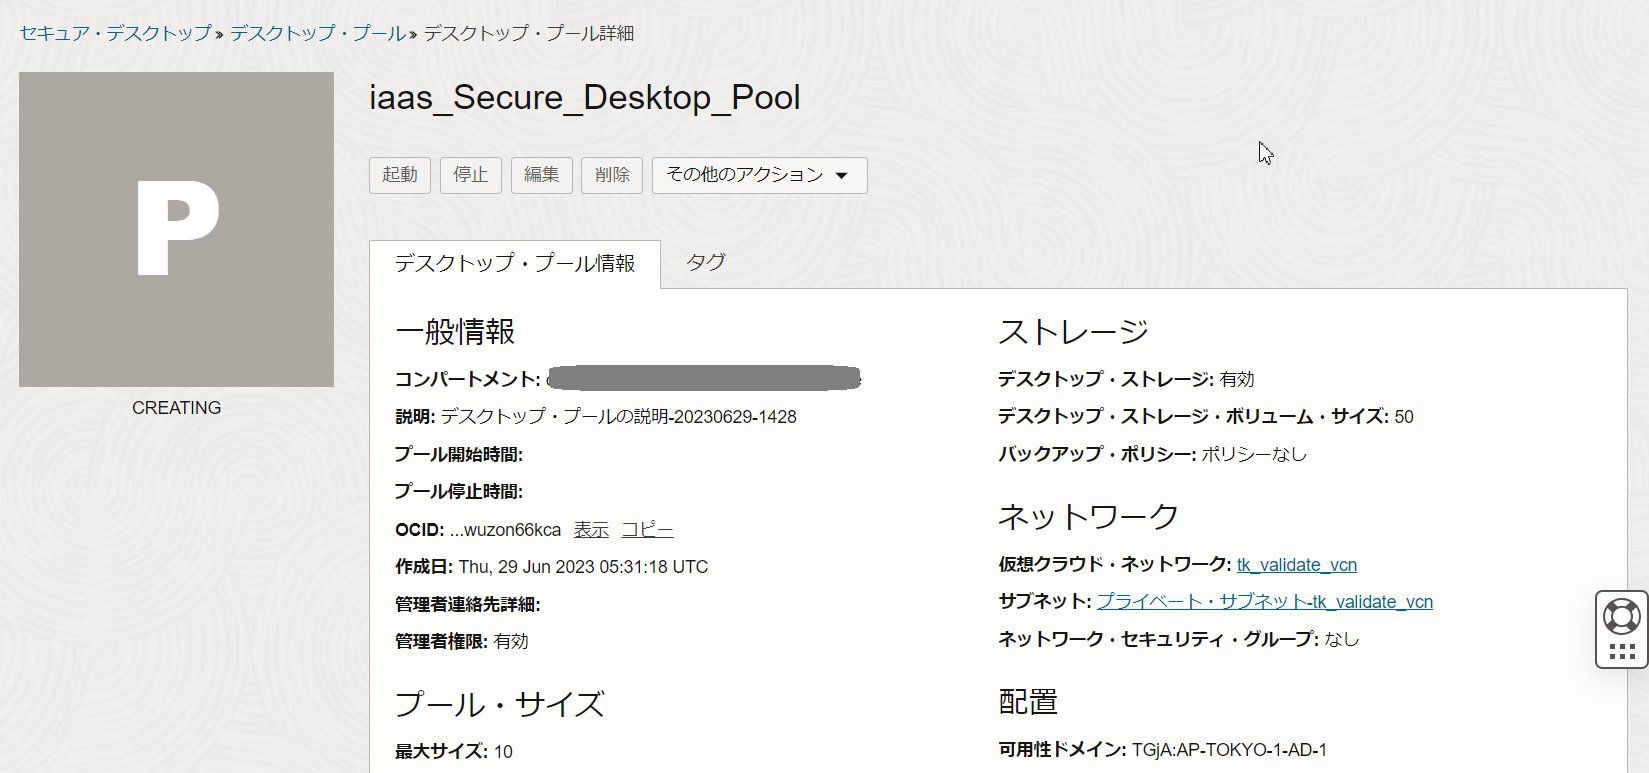 セキュア・デスクトップ » デスクトップ・プール » デスクトップ・プール詳細
P
CREATING
iaas_Secure_Desktop_Pool
起動 停止 編集 削除 その他のアクション
デスクトップ・プール情報 タグ
一般情報
コンパートメント:
説明: デスクトップ・プールの説明-20230629-1428
プール開始時間:
プール停止時間:
OCID: ...wuzon66kca 表示 コピー
作成日: Thu, 29 Jun 2023 05:31:18 UTC
管理者連絡先詳細:
管理者権限: 有効
プール・サイズ
最大サイズ: 10
ストレージ
デスクトップ・ストレージ: 有効
デスクトップ・ストレージ・ボリューム・サイズ: 50
バックアップ・ポリシー: ポリシーなし
ネットワーク
仮想クラウド・ネットワーク: tk_validate_vcn
サブネット: プライベート・サブネット-tk_validate_vcn
ネットワーク・セキュリティ・グループ: なし
配置
可用性ドメイン: TGjA:AP-TOKYO-1-AD-1